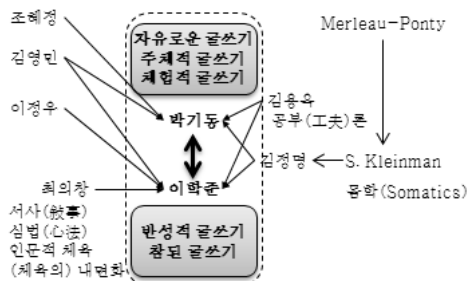 조혜정
김영민
이정우
최의창
서사(敍事)
심법(心法)
인문적 체육
(체육의) 내면화
자유로운 글쓰기
주체적 글쓰기
체험적 글쓰기
박기동
이학준
반성적 글쓰기
참된 글쓰기
김용옥
공부(工夫)론
김정명
Merleau-Ponty
S. Kleinman
몸학(Somatics)